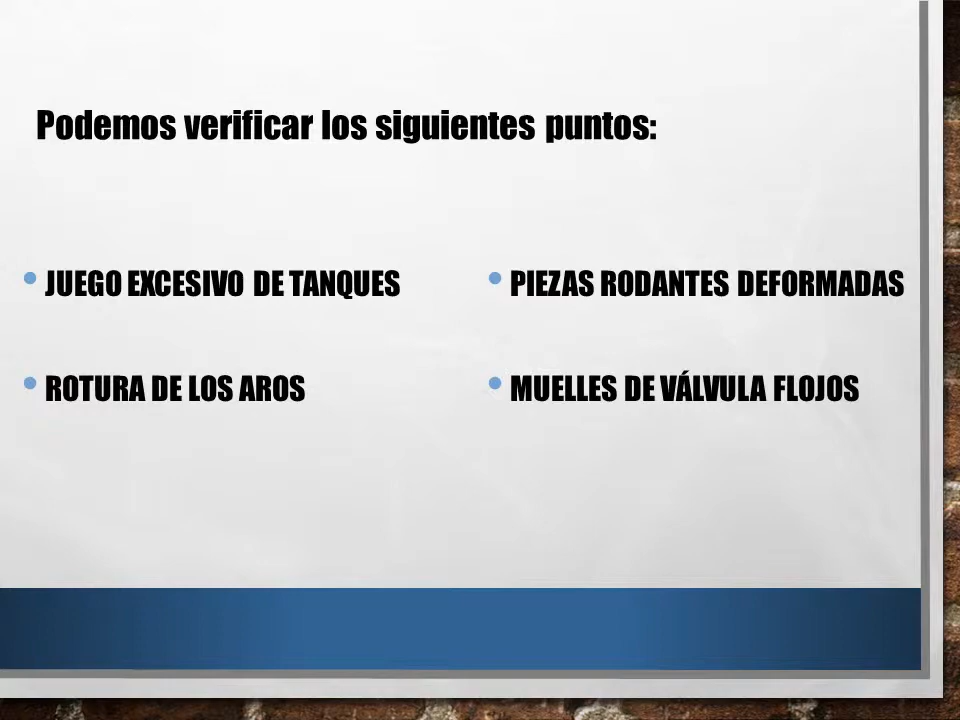 Podemos verificar los siguientes puntos:
JUEGO EXCESIVO DE TANQUES
ROTURA DE LOS AROS
PIEZAS RODANTES DEFORMADAS
MUELLES DE VÁLVULA FLOJOS